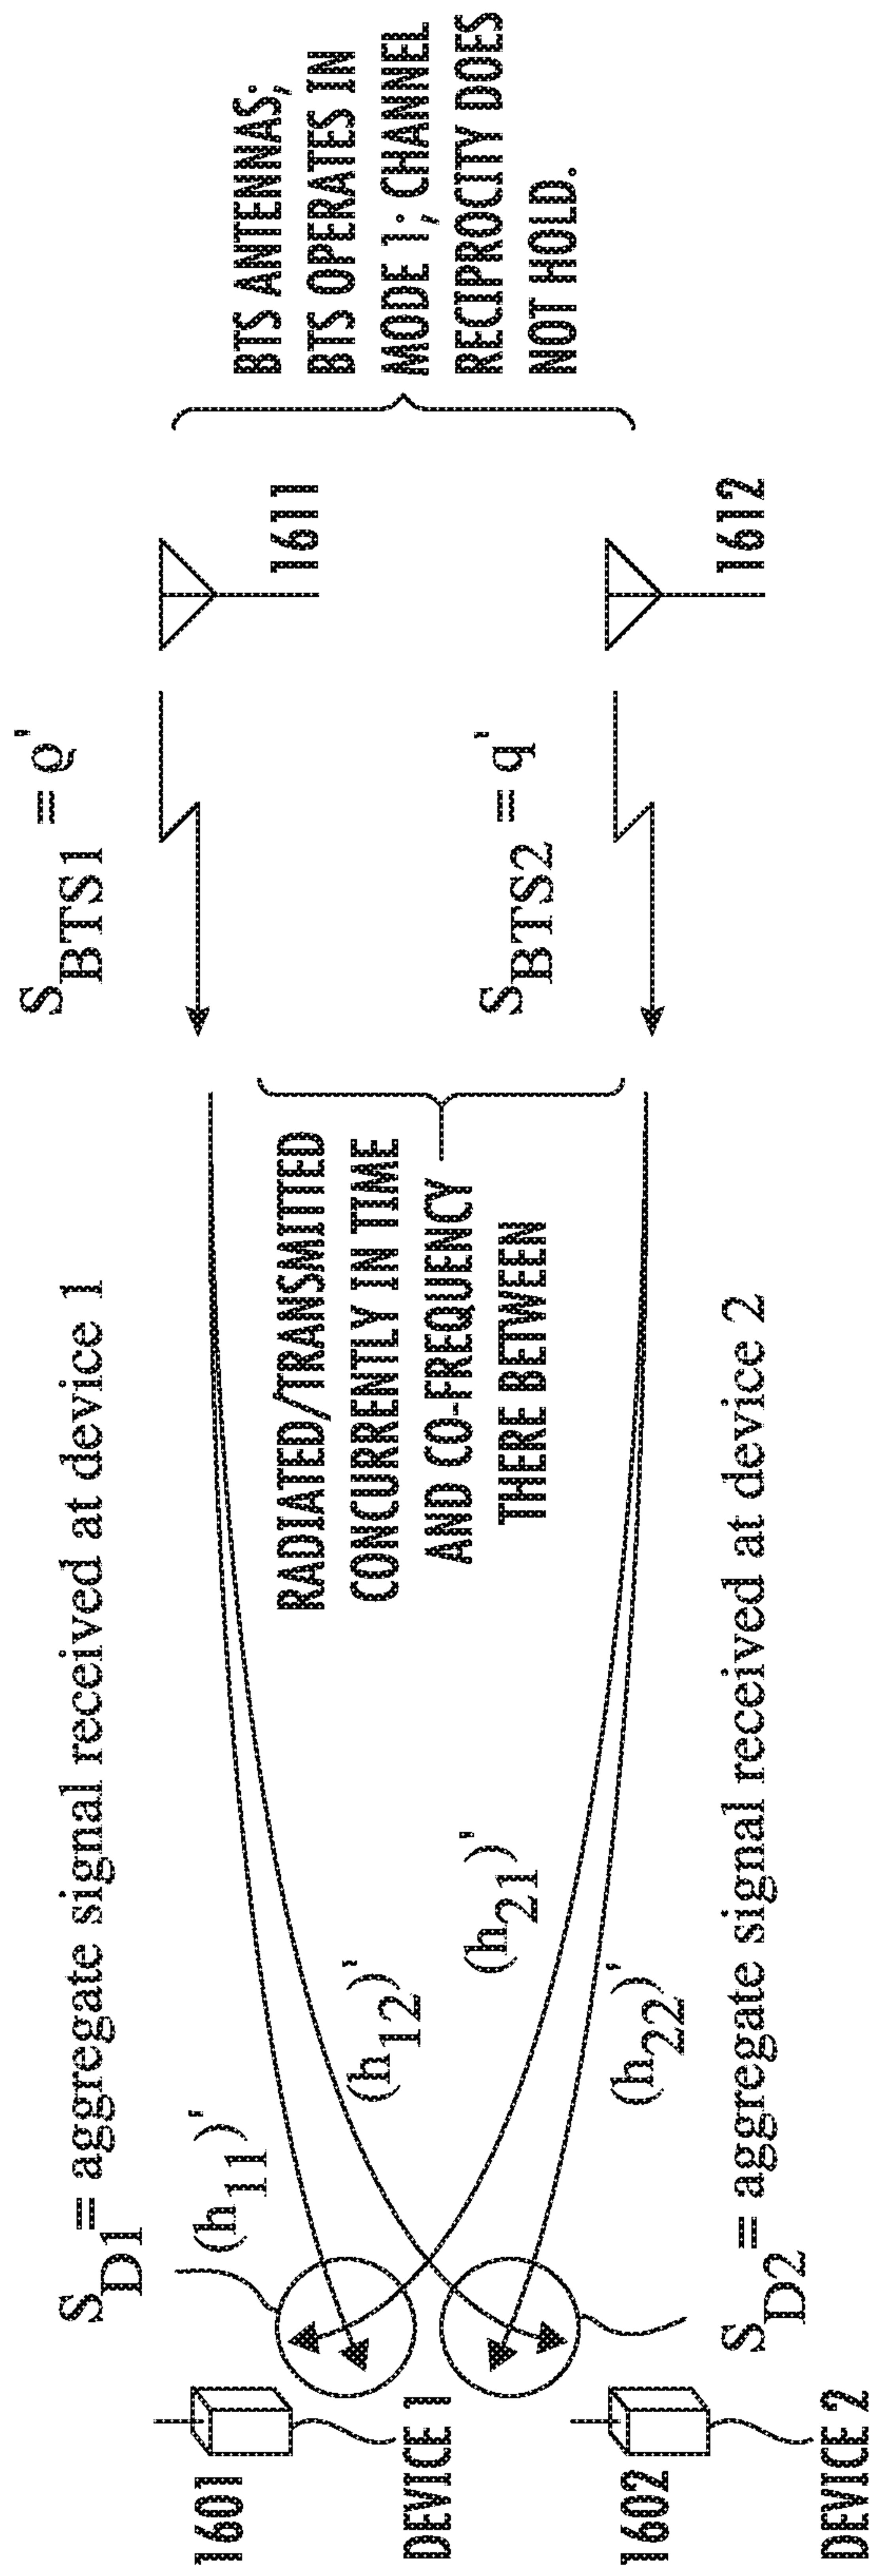 S_BTS1 = ϱ'
S_D1 = aggregate signal received at device 1
1601
(h_11)'
BTS ANTENNAS;
BTS OPERATES IN
MODE 1; CHANNEL
RECIPROCITY DOES
NOT HOLD.
1611
RADIATED/TRANSMITTED
CONCURRENTLY IN TIME
AND CO-FREQUENCY
THERE BETWEEN
DEVICE 1
(h_12)'
(h_21)'
S_BTS2 = q'
1602
(h_22)'
1612
S_D2 = aggregate signal received at device 2
DEVICE 2